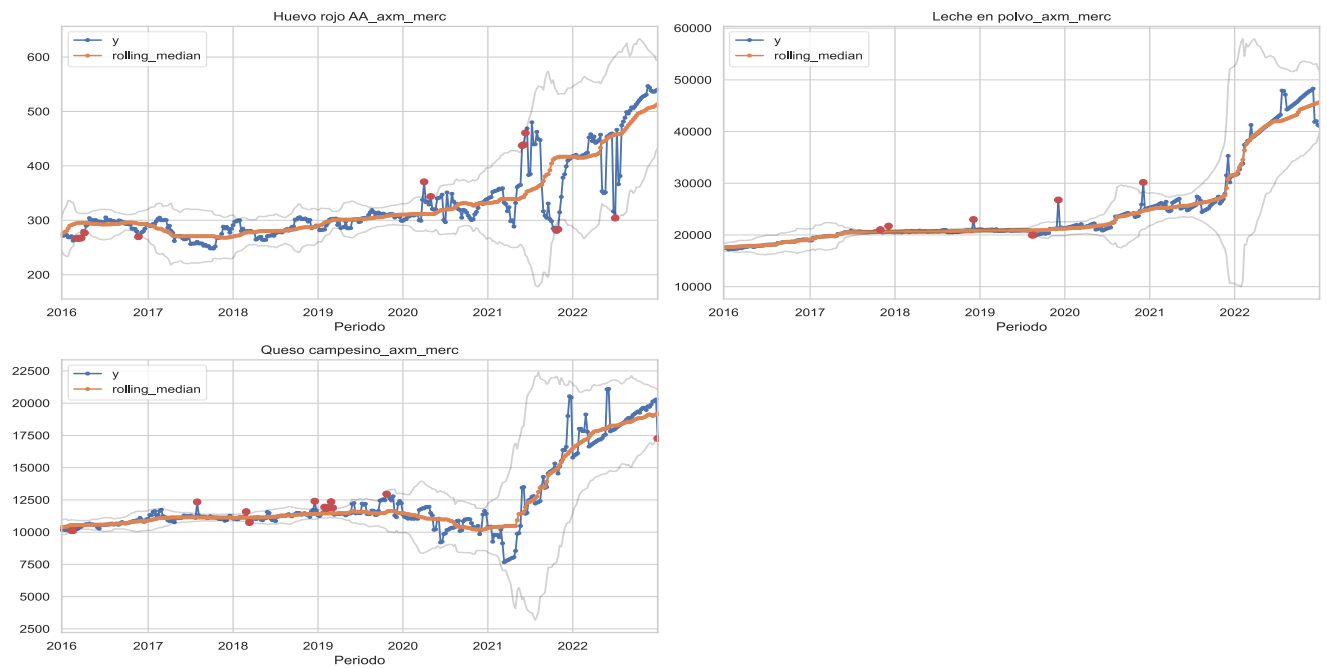 Huevo rojo AA_axm_merc
y
rolling_median
600
500
400
300
200
2016 2017 2018 2019 2020 2021 2022
Periodo
Leche en polvo_axm_merc
y
rolling_median
60000
50000
40000
30000
20000
10000
2016 2017 2018 2019 2020 2021 2022
Periodo
Queso campesino_axm_merc
y
rolling_median
22500
20000
17500
15000
12500
10000
7500
5000
2500
2016 2017 2018 2019 2020 2021 2022
Periodo